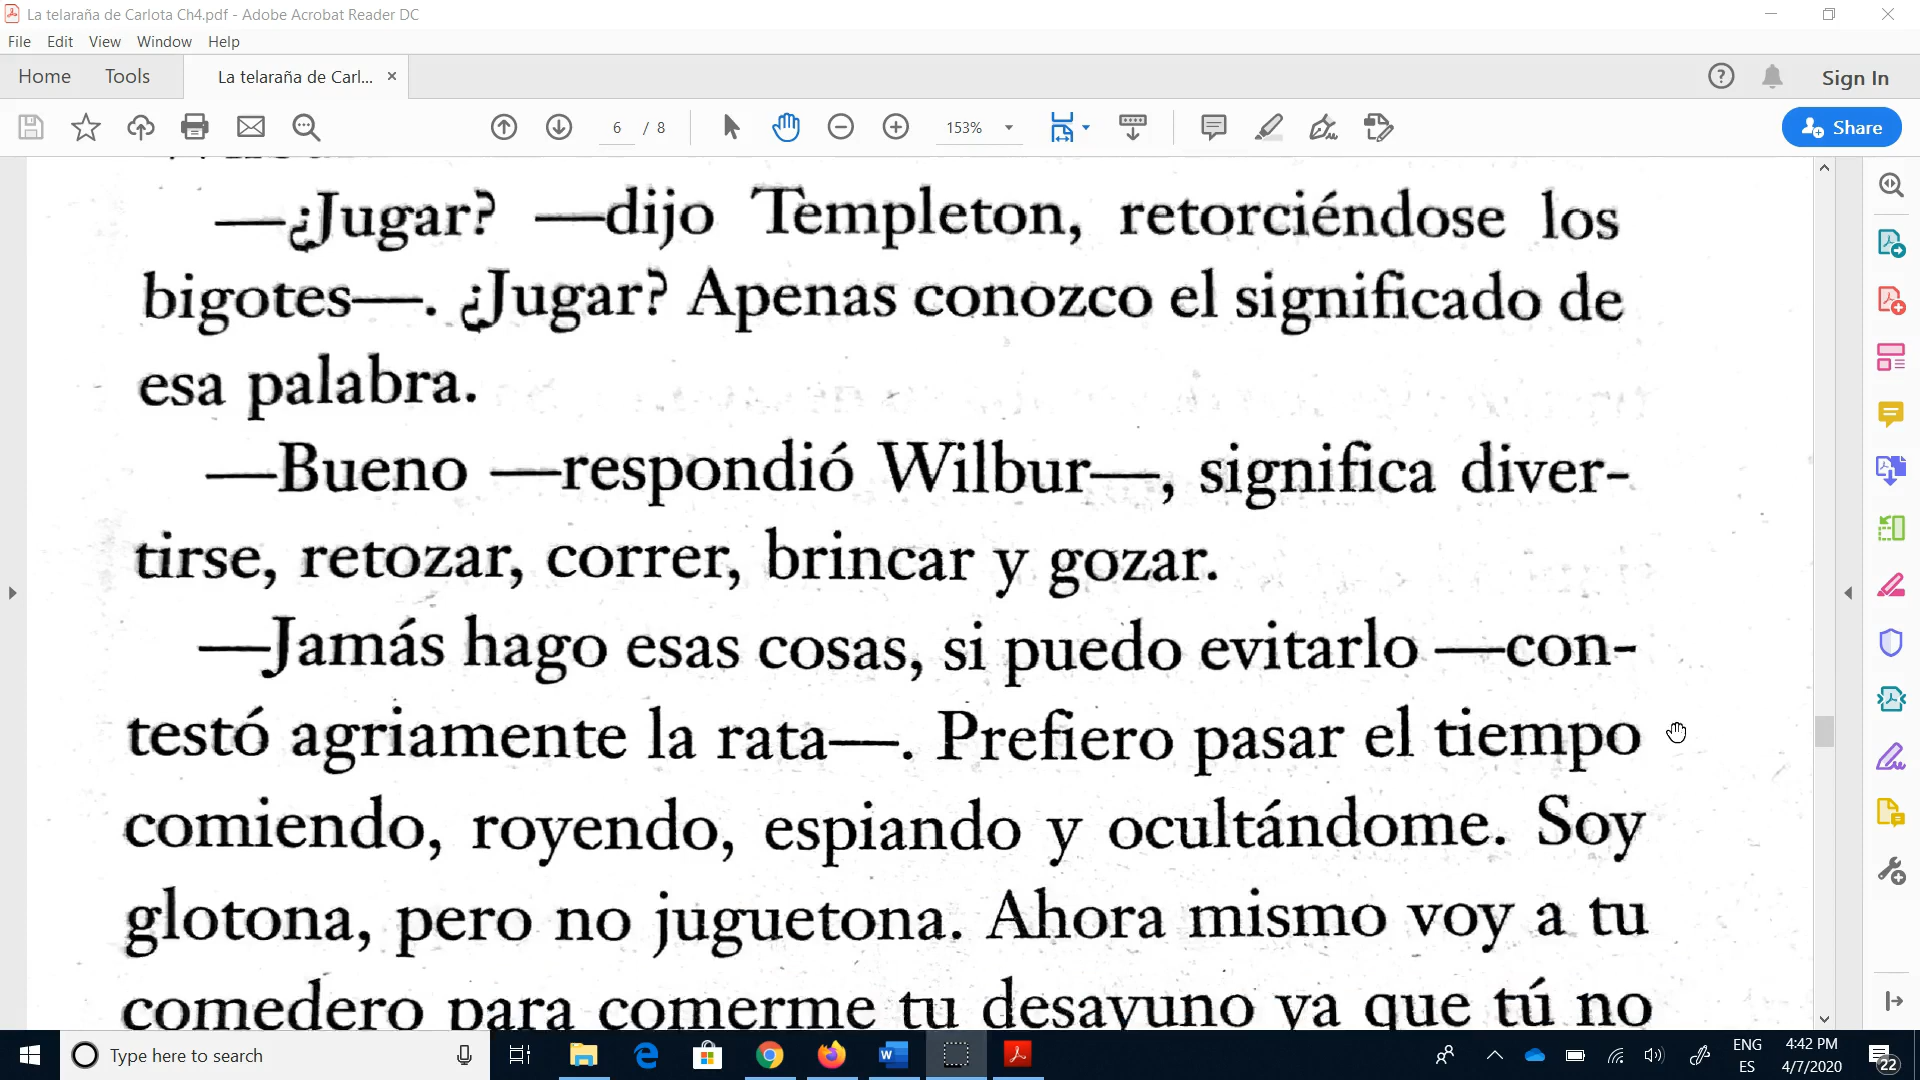 La telaraña de Carlota Ch4.pdf - Adobe Acrobat Reader DC
File Edit View Window Help
Home Tools La telaraña de Carl... × Sign In
6 / 8 153% Share
—¿Jugar? —dijo Templeton, retorciéndose los
bigotes—. ¿Jugar? Apenas conozco el significado de
esa palabra.
—Bueno —respondió Wilbur—, significa diver-
tirse, retozar, correr, brincar y gozar.
—Jamás hago esas cosas, si puedo evitarlo —con-
testó agriamente la rata—. Prefiero pasar el tiempo
comiendo, royendo, espiando y ocultándome. Soy
glotona, pero no juguetona. Ahora mismo voy a tu
comedero para comerme tu desayuno ya que tú no
Type here to search
ENG 4:42 PM
ES 4/7/2020 22